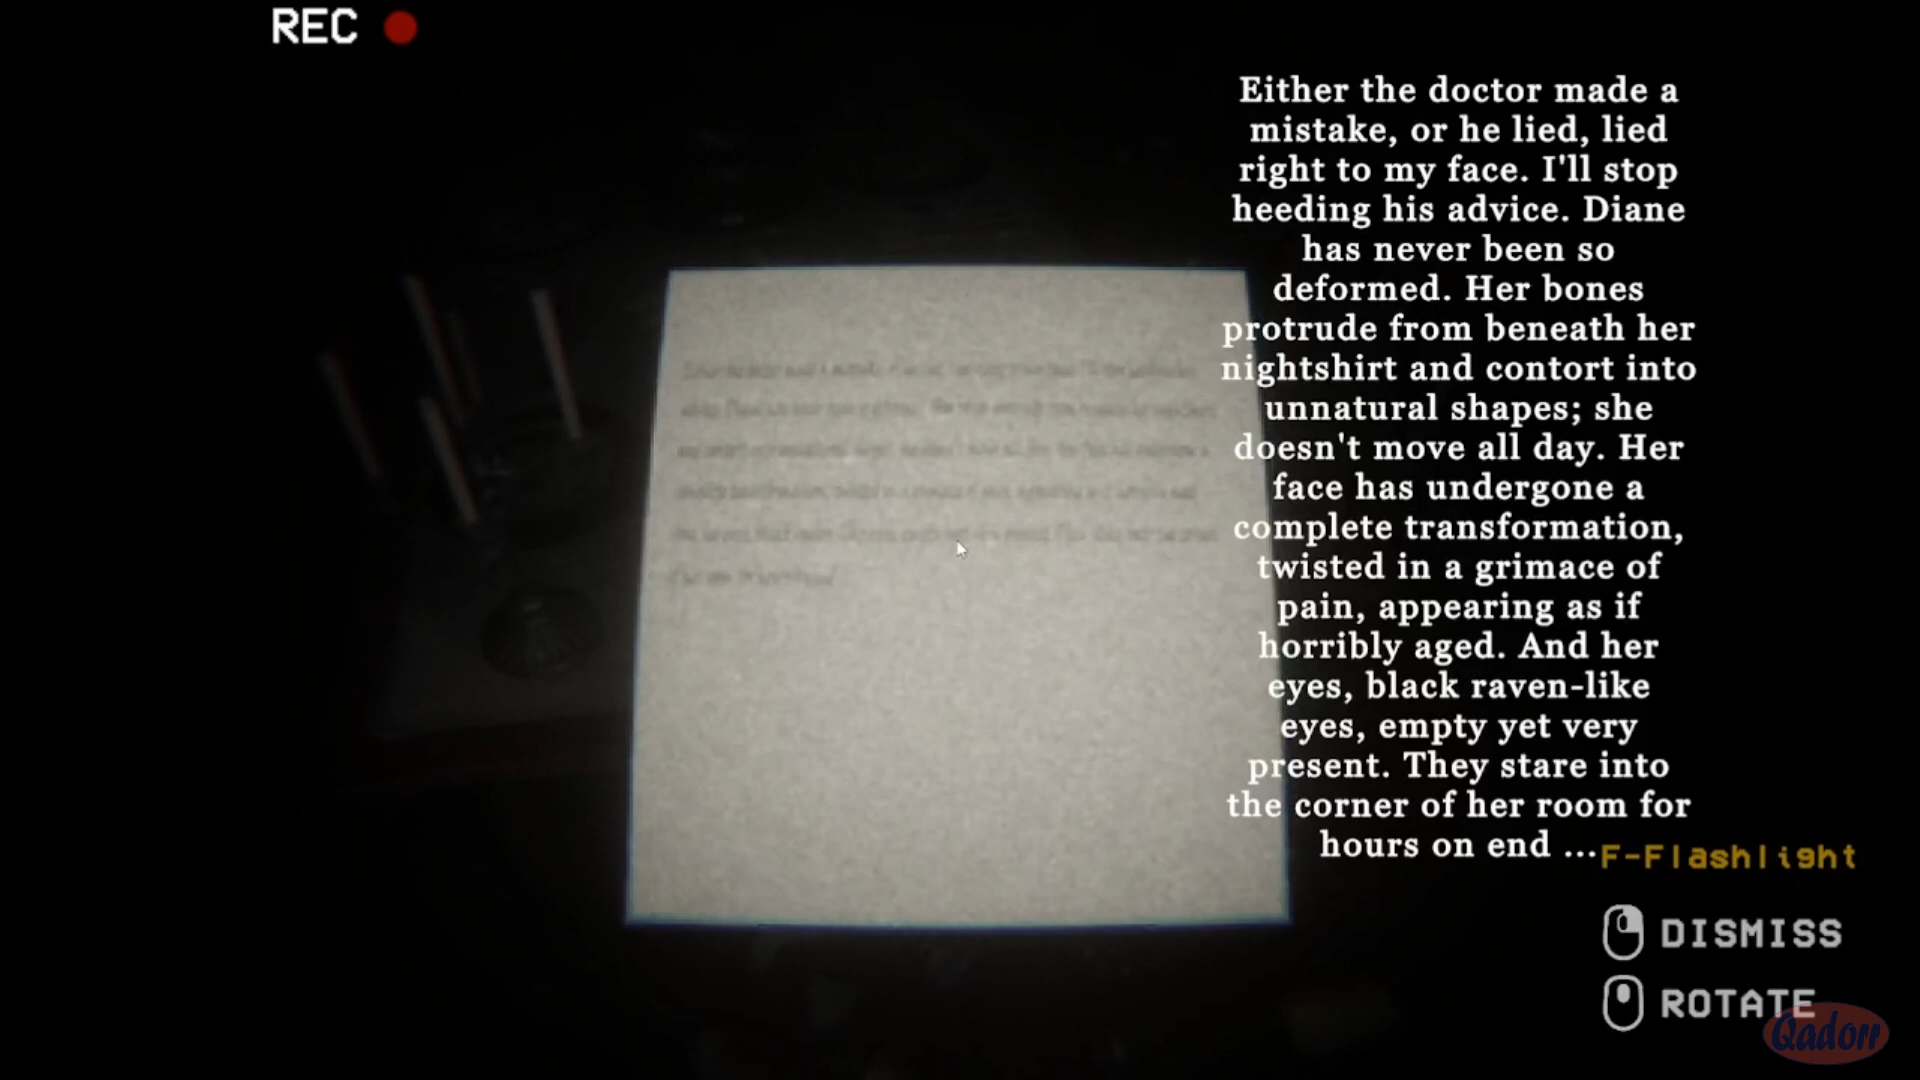 REC
Either the doctor made a
mistake, or he lied, lied
right to my face. I'll stop
heeding his advice. Diane
has never been so
deformed. Her bones
protrude from beneath her
nightshirt and contort into
unnatural shapes; she
doesn't move all day. Her
face has undergone a
complete transformation,
twisted in a grimace of
pain, appearing as if
horribly aged. And her
eyes, black raven-like
eyes, empty yet very
present. They stare into
the corner of her room for
hours on end ...
F-Flashlight
DISMISS
ROTATE
Qadorr